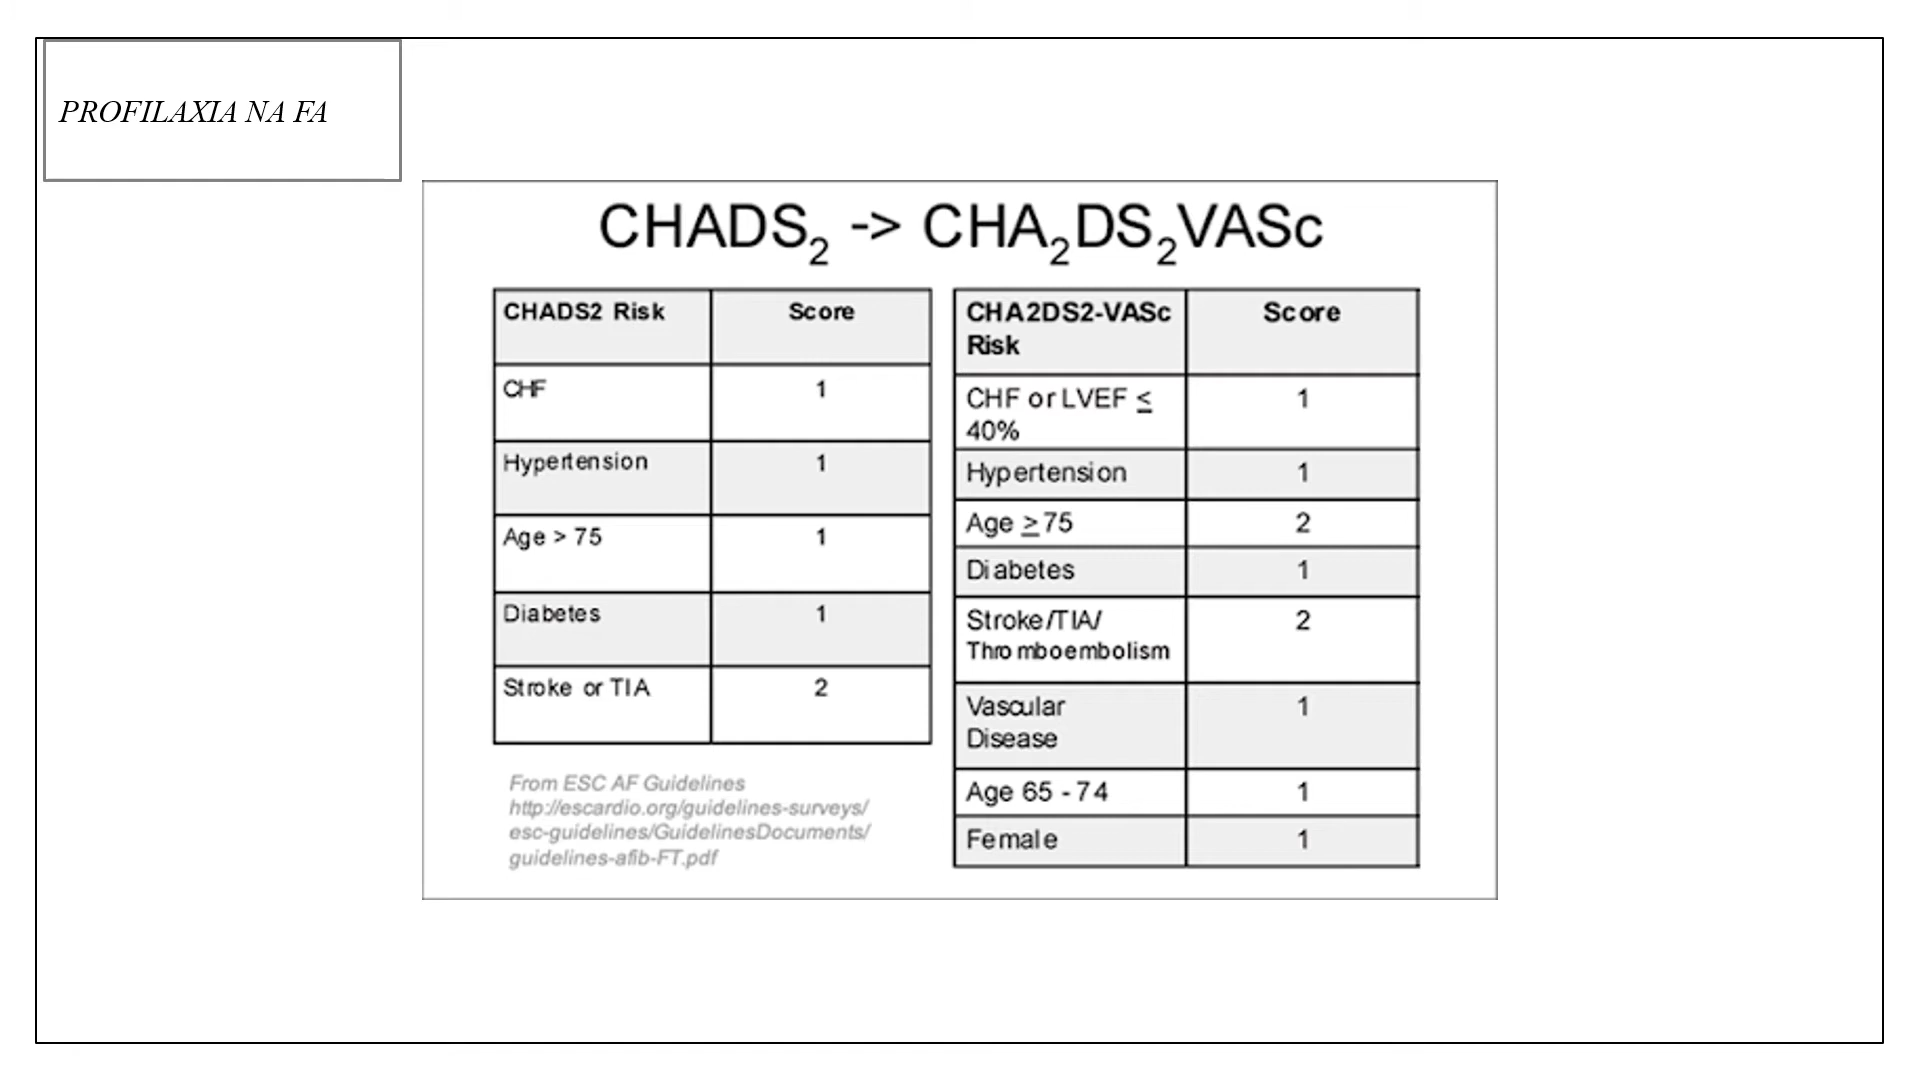 PROFILAXIA NA FA
CHADS2 -> CHA2DS2VASc
CHADS2 Risk Score
CHF 1
Hypertension 1
Age > 75 1
Diabetes 1
Stroke or TIA 2
From ESC AF Guidelines
http://escardio.org/guidelines-surveys/
esc-guidelines/GuidelinesDocuments/
guidelines-afib-FT.pdf
CHA2DS2-VASc Score
Risk
CHF or LVEF ≤ 1
40%
Hypertension 1
Age ≥ 75 2
Diabetes 1
Stroke/TIA/ 2
Thromboembolism
Vascular 1
Disease
Age 65 - 74 1
Female 1